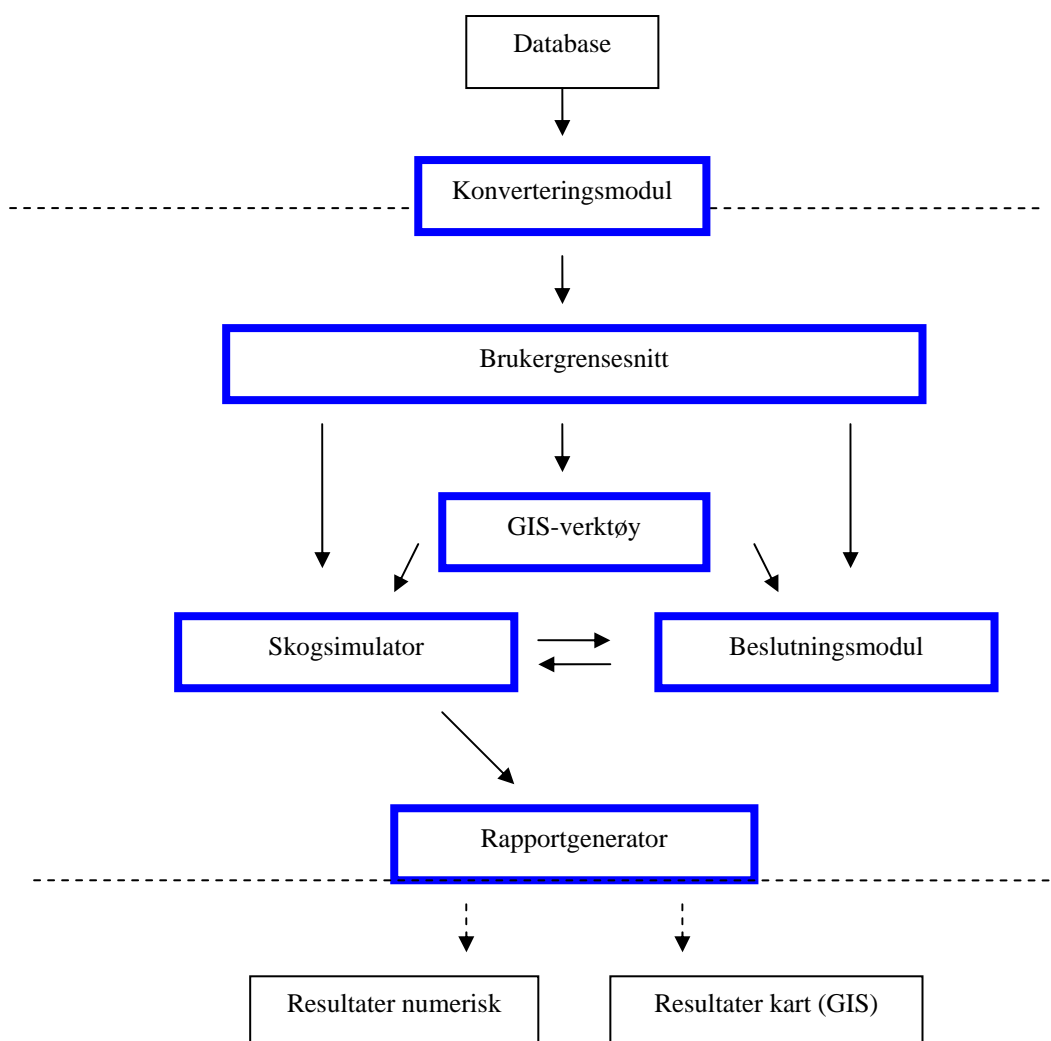 Database
Konverteringsmodul
Brukergrensesnitt
GIS-verktøy
Skogsimulator
Beslutningsmodul
Rapportgenerator
Resultater numerisk
Resultater kart (GIS)